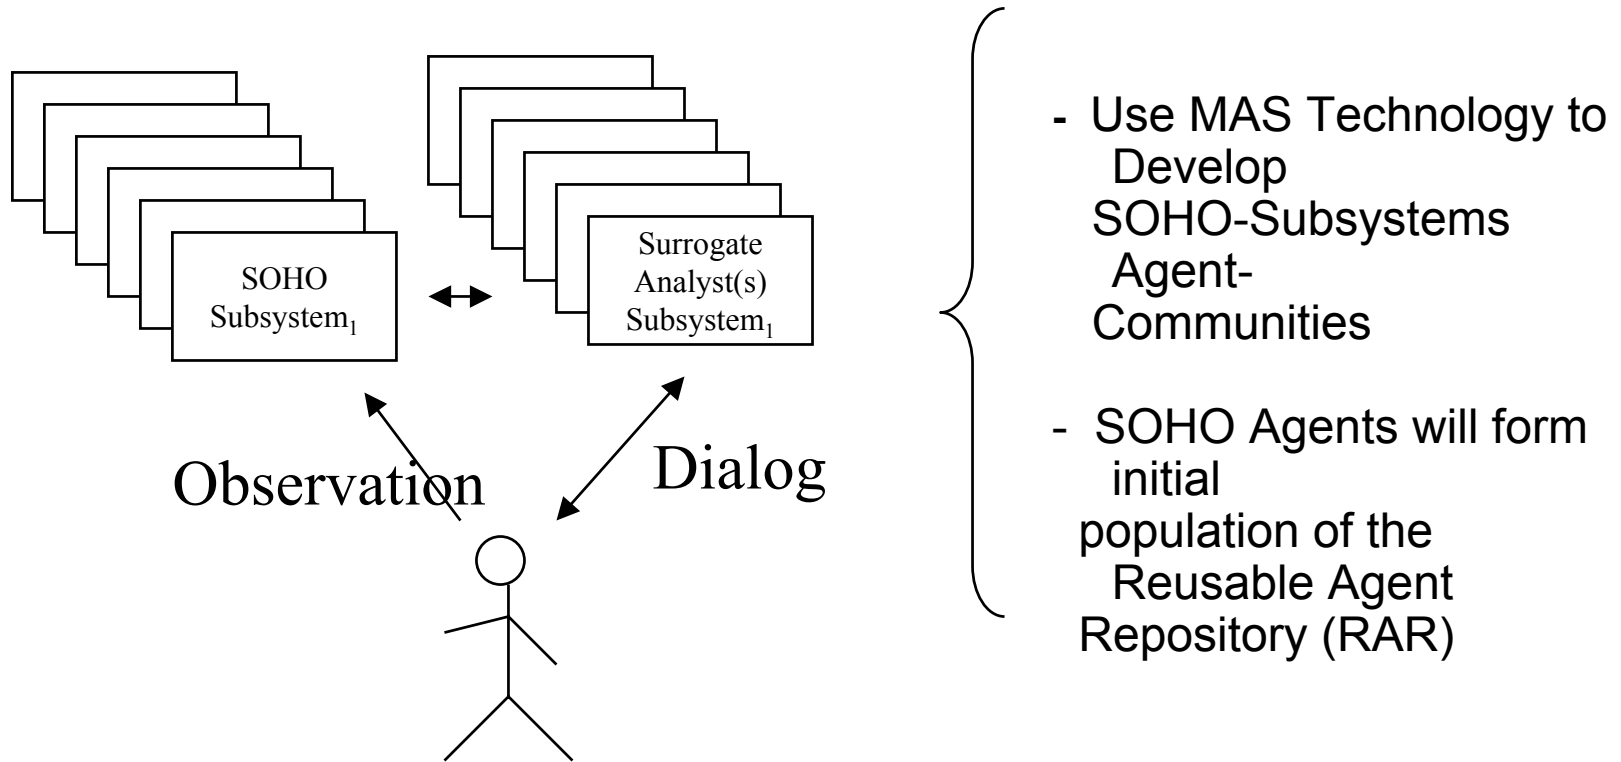 SOHO
Subsystem₁
Surrogate
Analyst(s)
Subsystem₁
Observation
Dialog
- Use MAS Technology to
Develop
SOHO-Subsystems
Agent-
Communities
- SOHO Agents will form
initial
population of the
Reusable Agent
Repository (RAR)